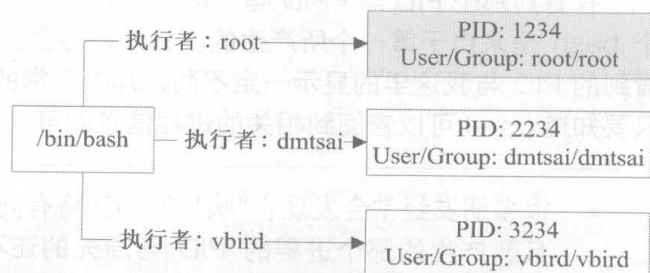 执行者：root
PID: 1234
User/Group: root/root
/bin/bash
执行者：dmtsai
PID: 2234
User/Group: dmtsai/dmtsai
执行者：vbird
PID: 3234
User/Group: vbird/vbird